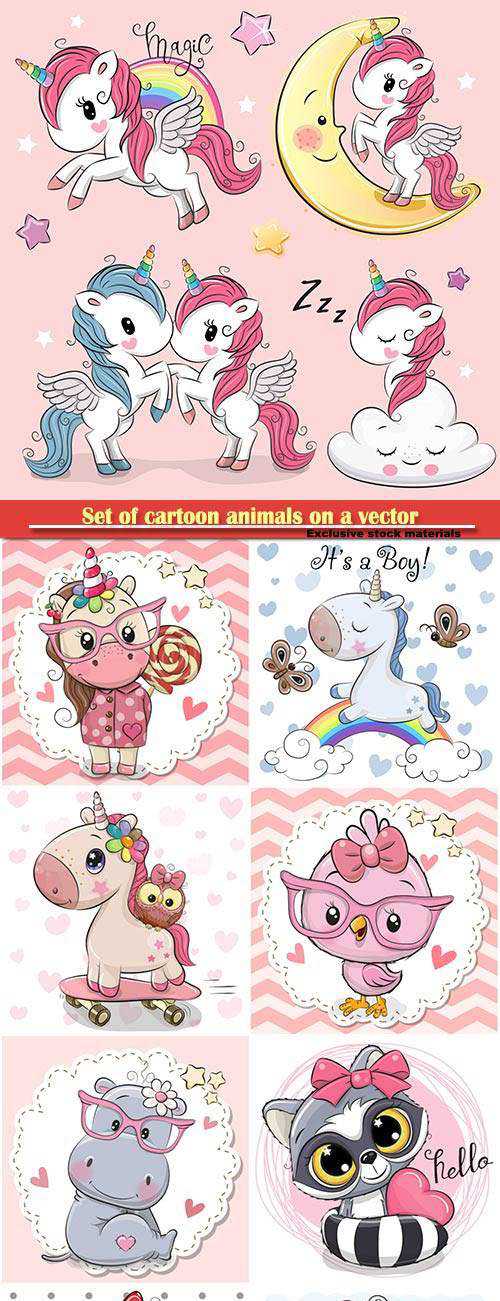 Magic
Zzz
Set of cartoon animals on a vector
Exclusive stock materials
It's a Boy!
hello